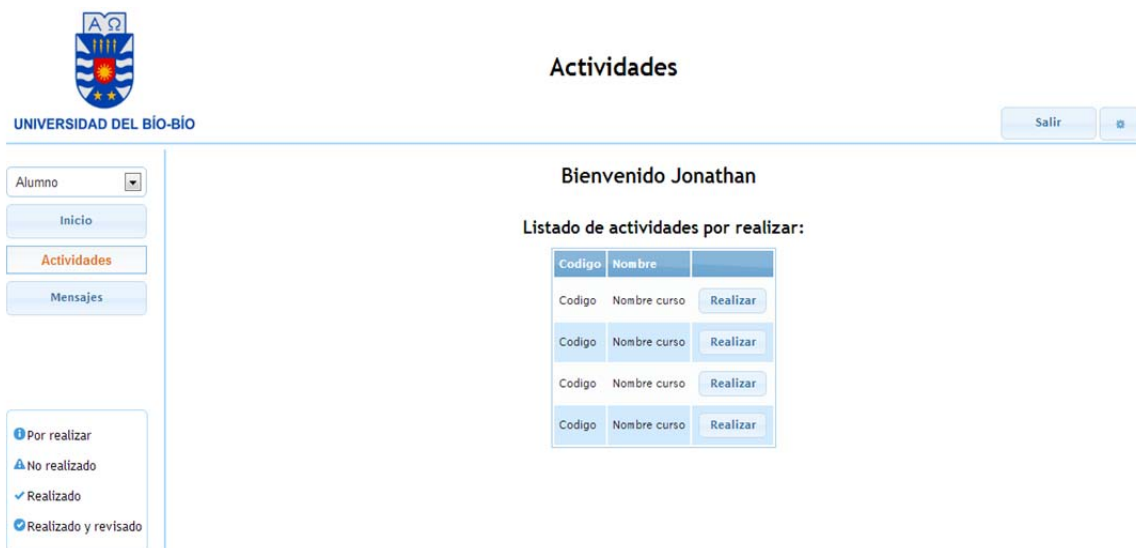 ΑΩ
UNIVERSIDAD DEL BÍO-BÍO
Actividades
Salir
Alumno
Inicio
Actividades
Mensajes
Bienvenido Jonathan
Listado de actividades por realizar:
Codigo Nombre
Codigo Nombre curso Realizar
Codigo Nombre curso Realizar
Codigo Nombre curso Realizar
Codigo Nombre curso Realizar
Por realizar
No realizado
Realizado
Realizado y revisado